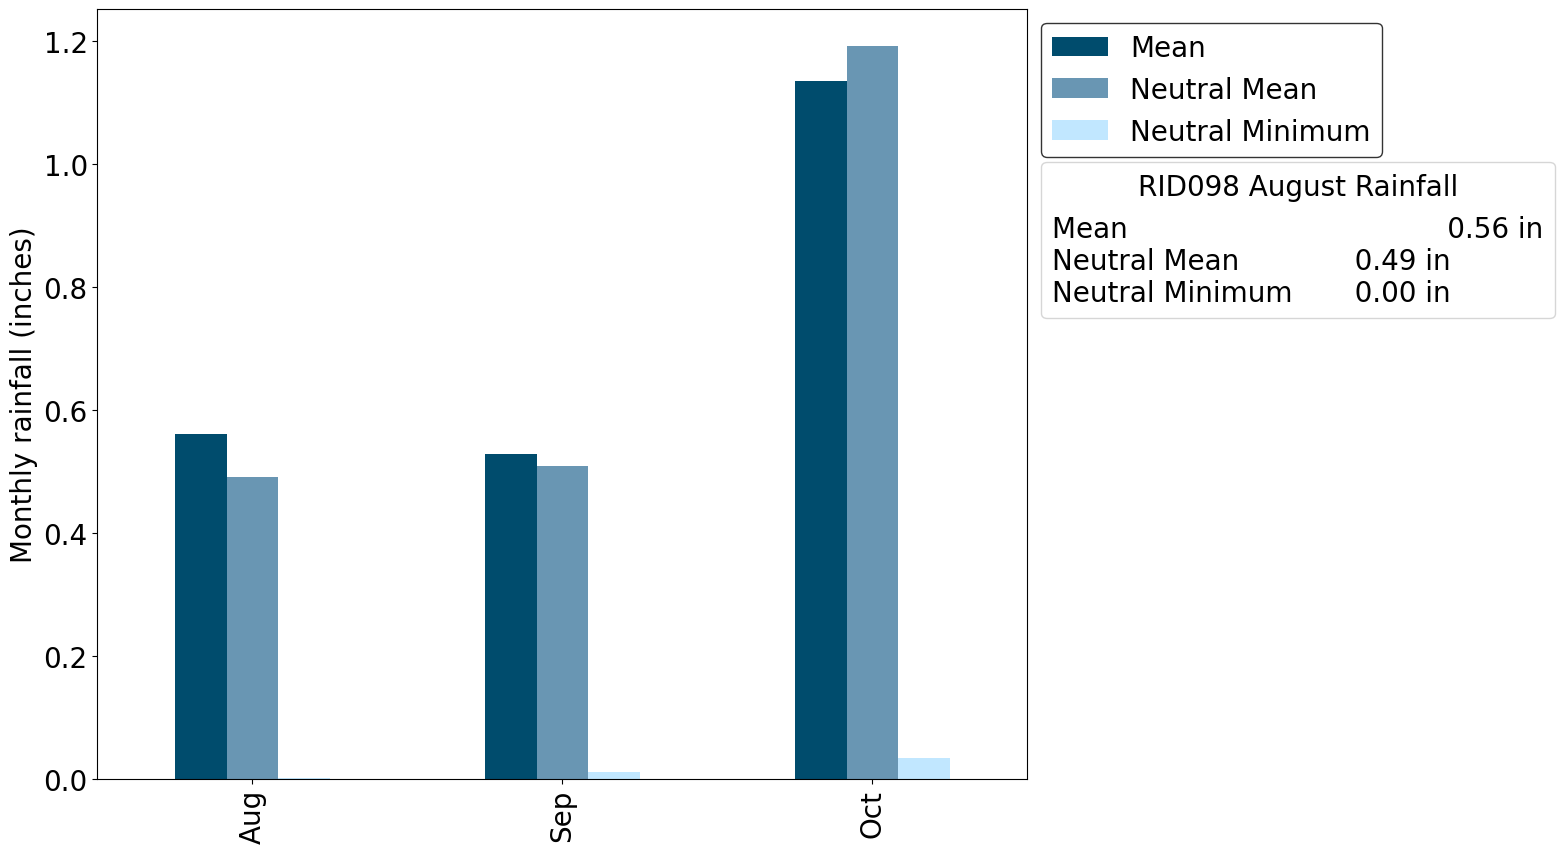 Monthly rainfall (inches)
1.2
1.0
0.8
0.6
0.4
0.2
0.0
Aug
Sep
Oct
Mean
Neutral Mean
Neutral Minimum
RID098 August Rainfall
Mean 0.56 in
Neutral Mean 0.49 in
Neutral Minimum 0.00 in